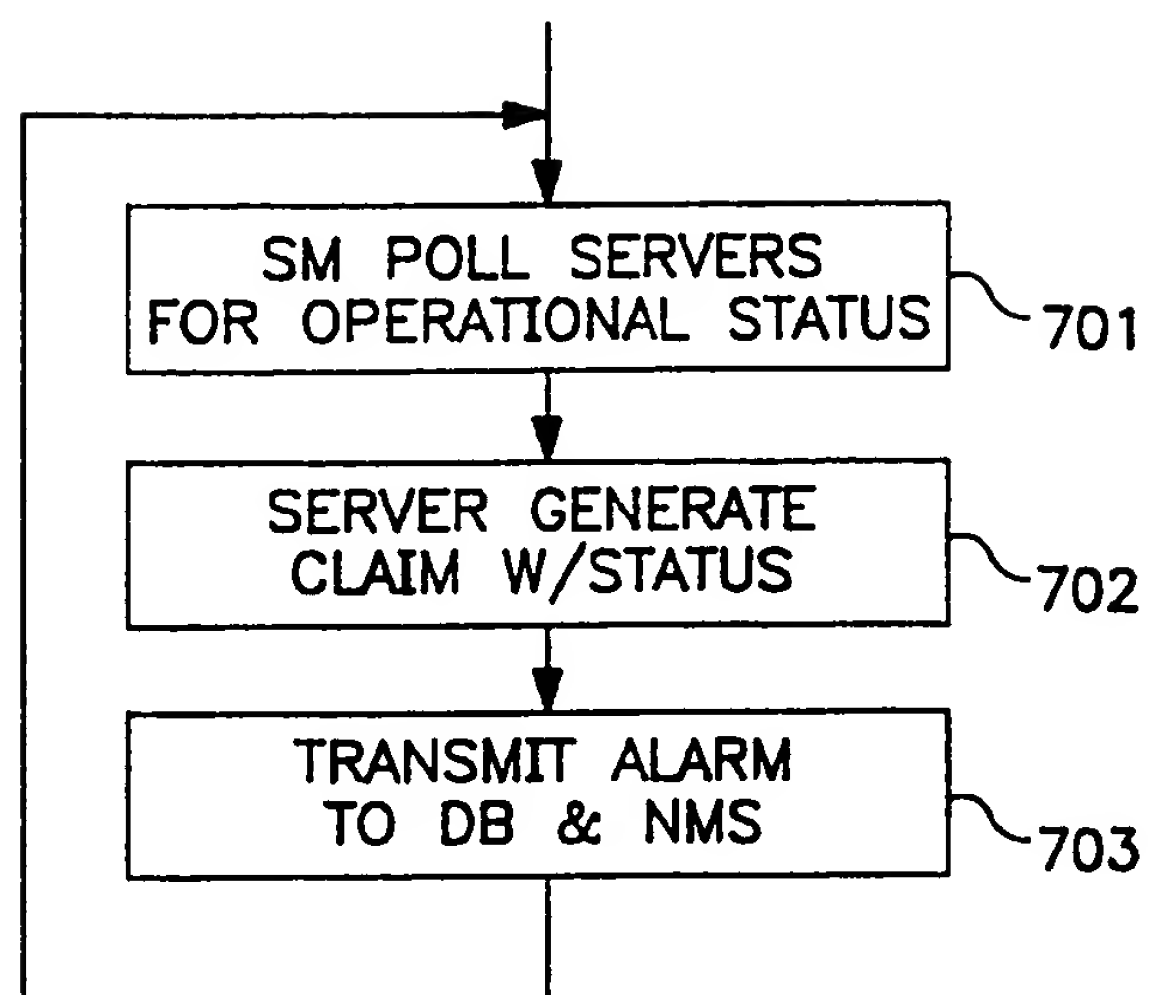 SM POLL SERVERS
FOR OPERATIONAL STATUS
701
SERVER GENERATE
CLAIM W/STATUS
702
TRANSMIT ALARM
TO DB & NMS
703